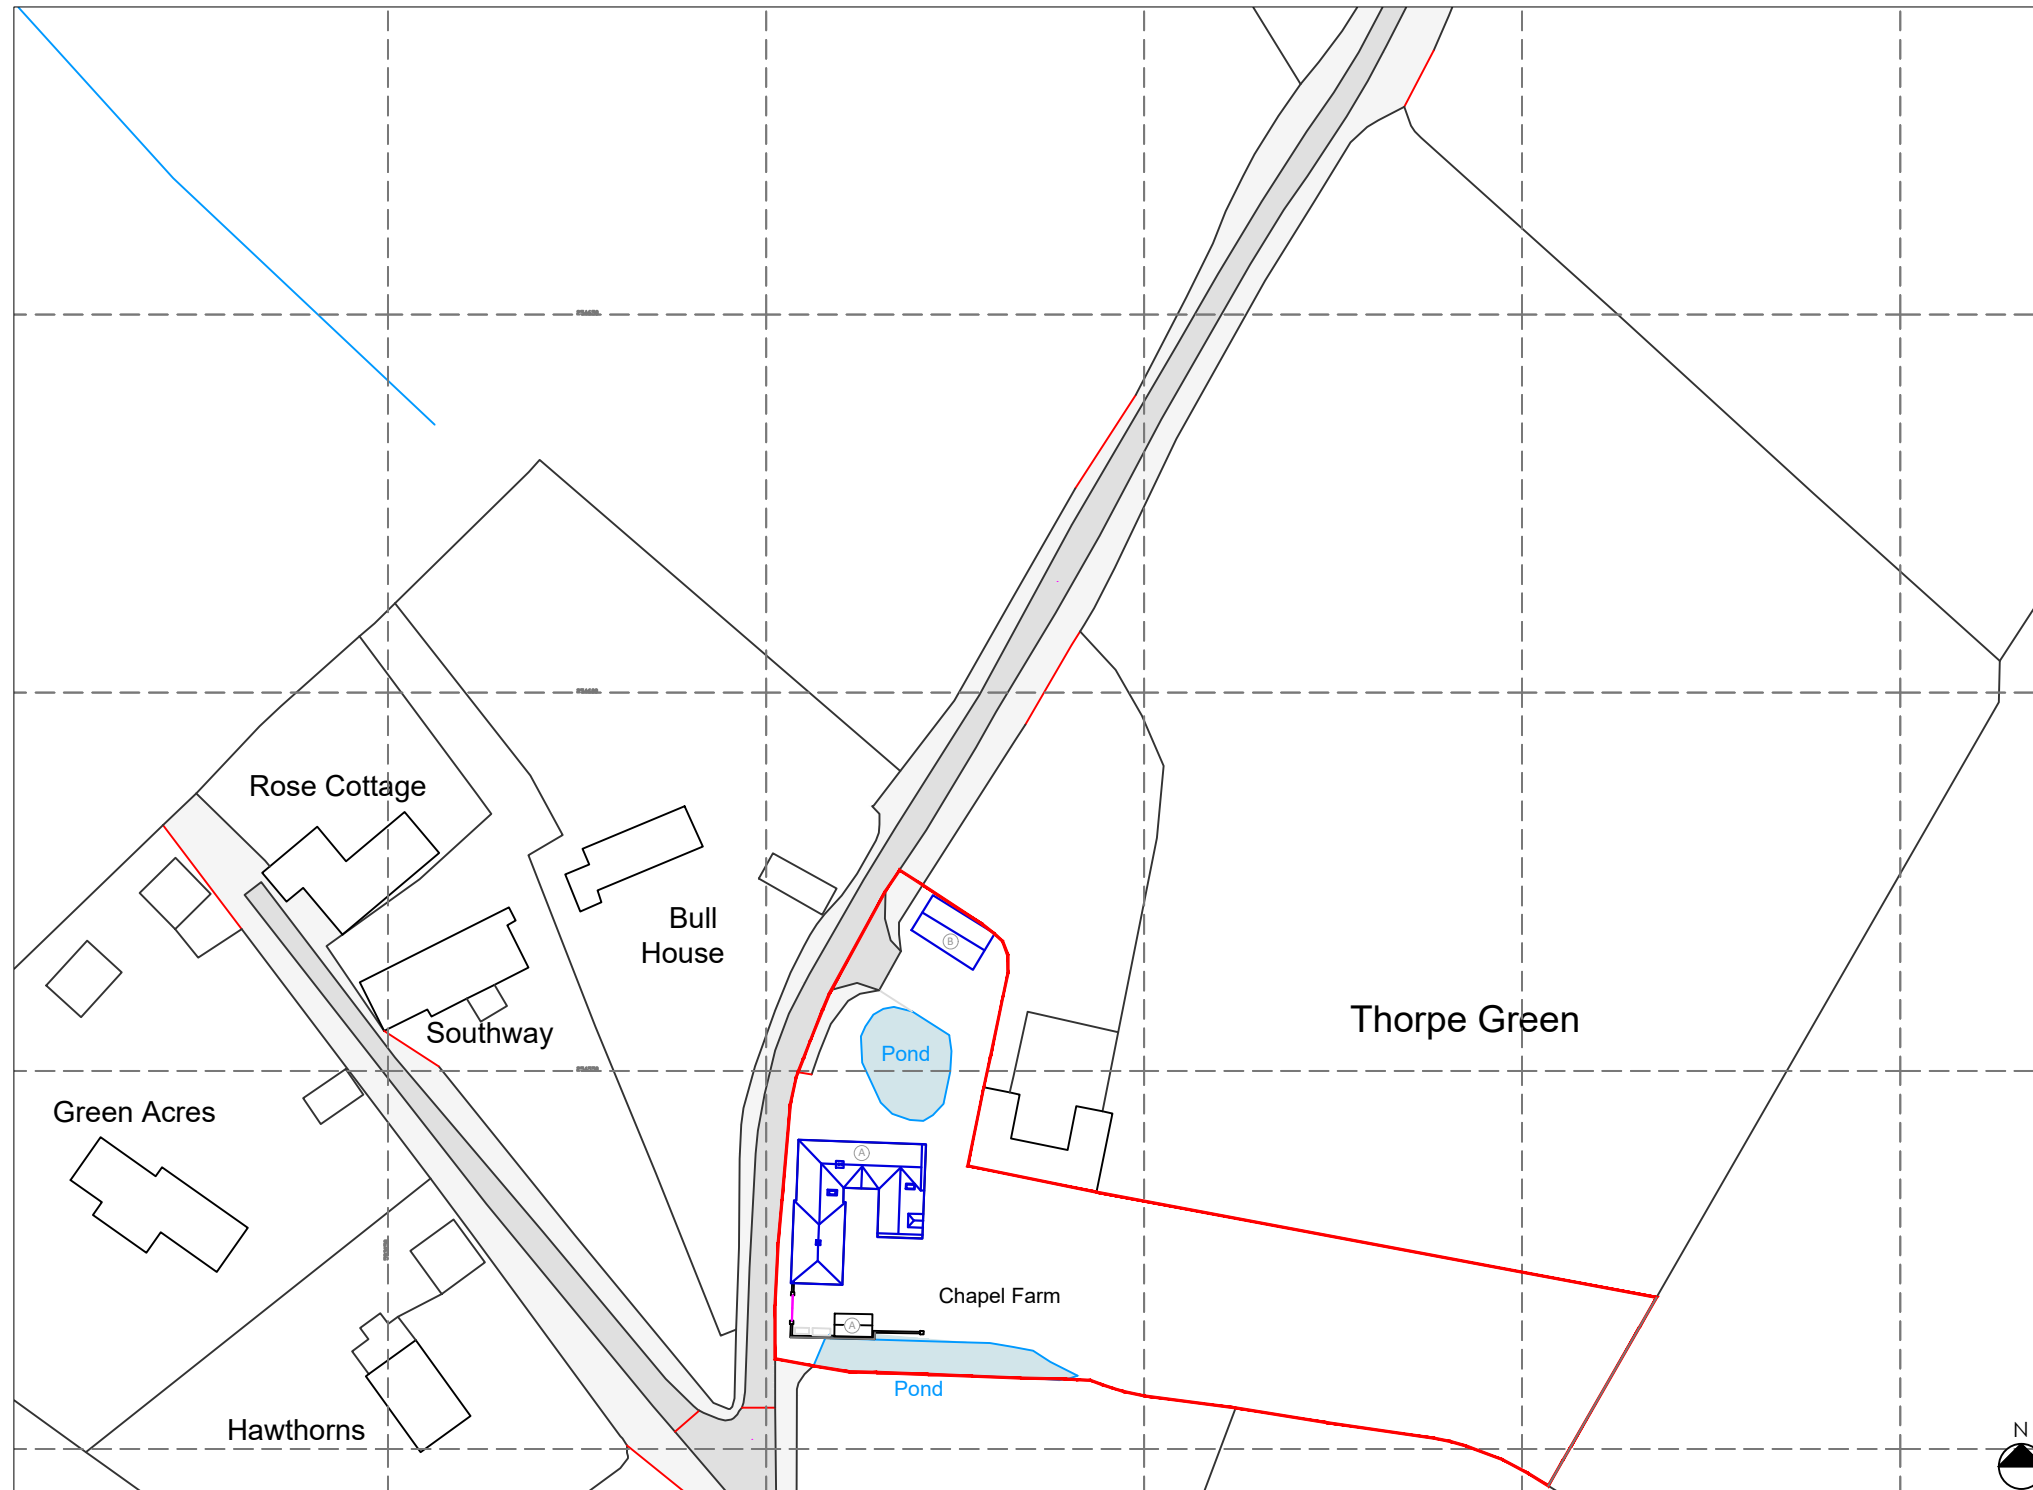 Rose Cottage
Bull
House
B
Thorpe Green
Southway
Pond
Green Acres
A
Chapel Farm
A
Pond
Hawthorns
N